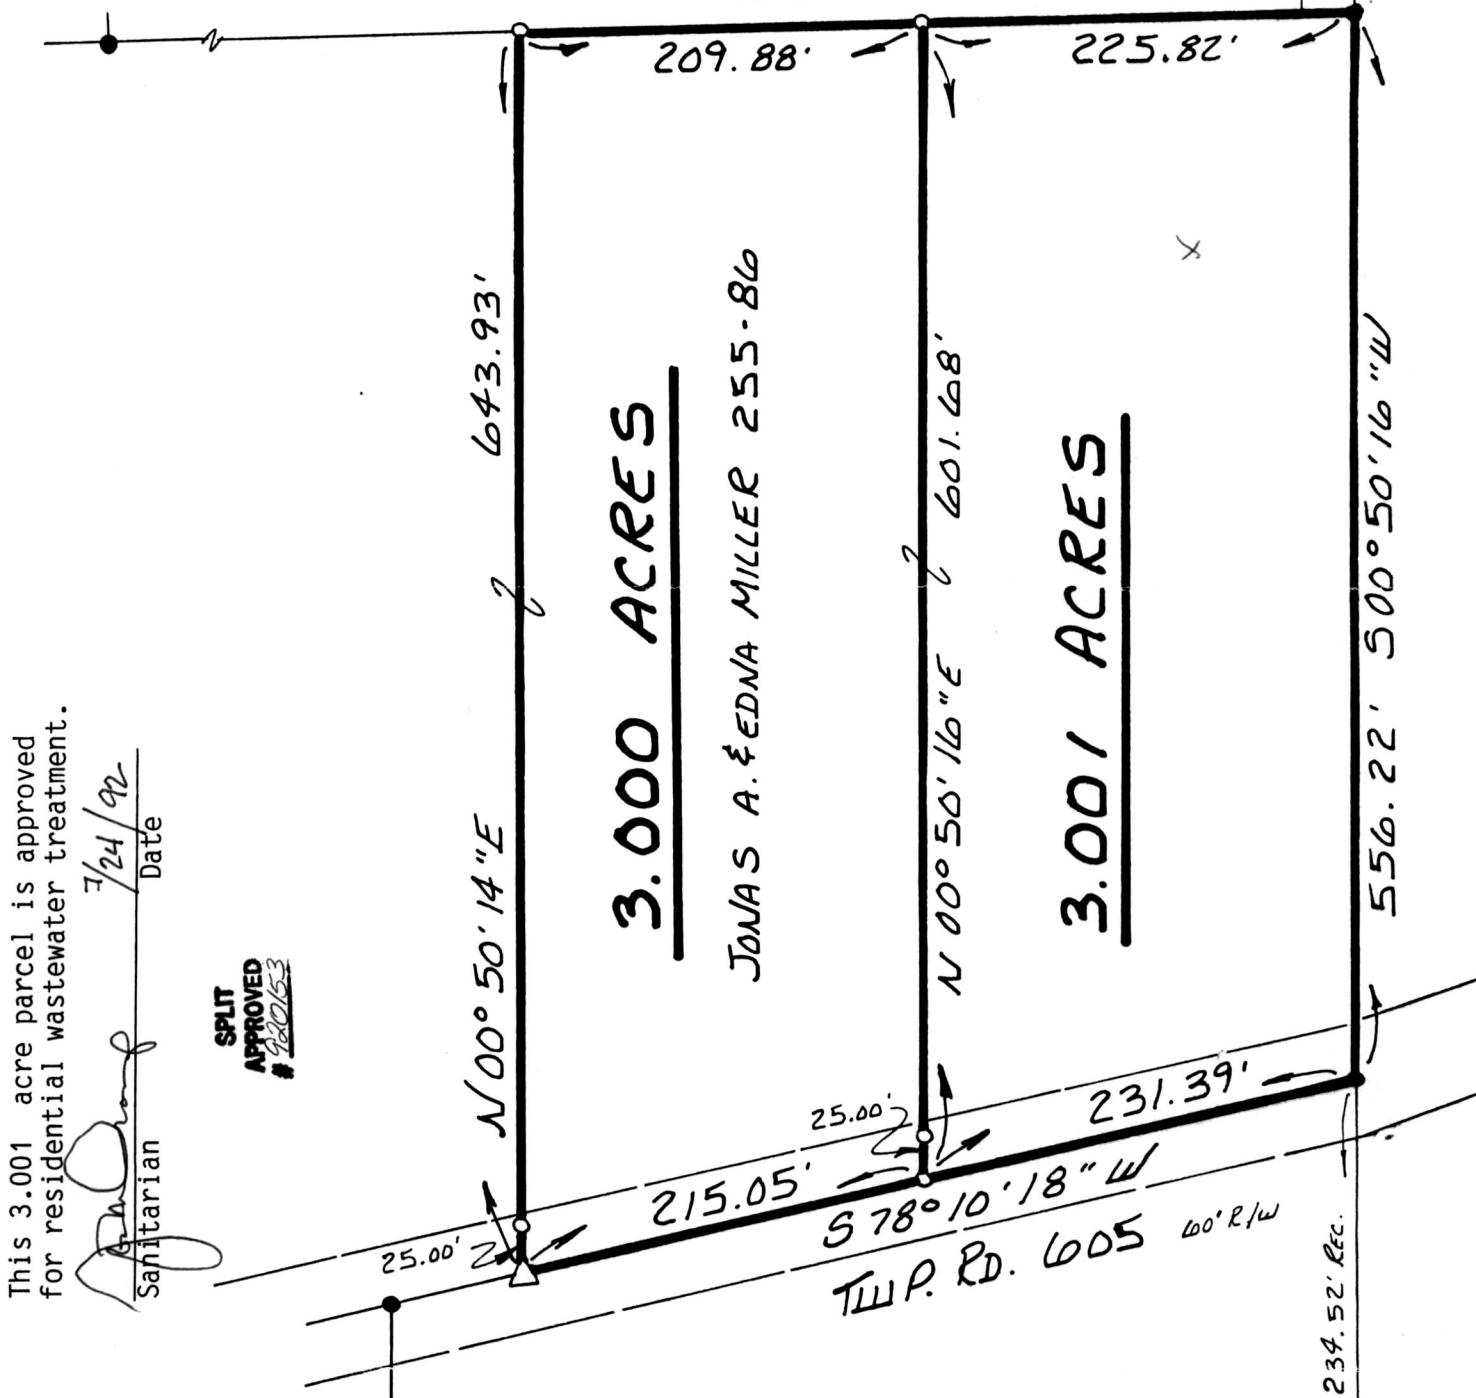 209.88'
225.82'
643.93'
N 00° 50' 14" E
3.000 ACRES
JONAS A. & EDNA MILLER 255-86
601.68'
N 00° 50' 16" E
3.001 ACRES
556.22' S 00° 50' 16" W
This 3.001 acre parcel is approved
for residential wastewater treatment.
7/24/92
Sanitarian Date
SPLIT
APPROVED
# 920153
25.00'
231.39'
25.00'
215.05'
S 78° 10' 18" W
TWP. RD. 605 60' R/W
234.52' REC.